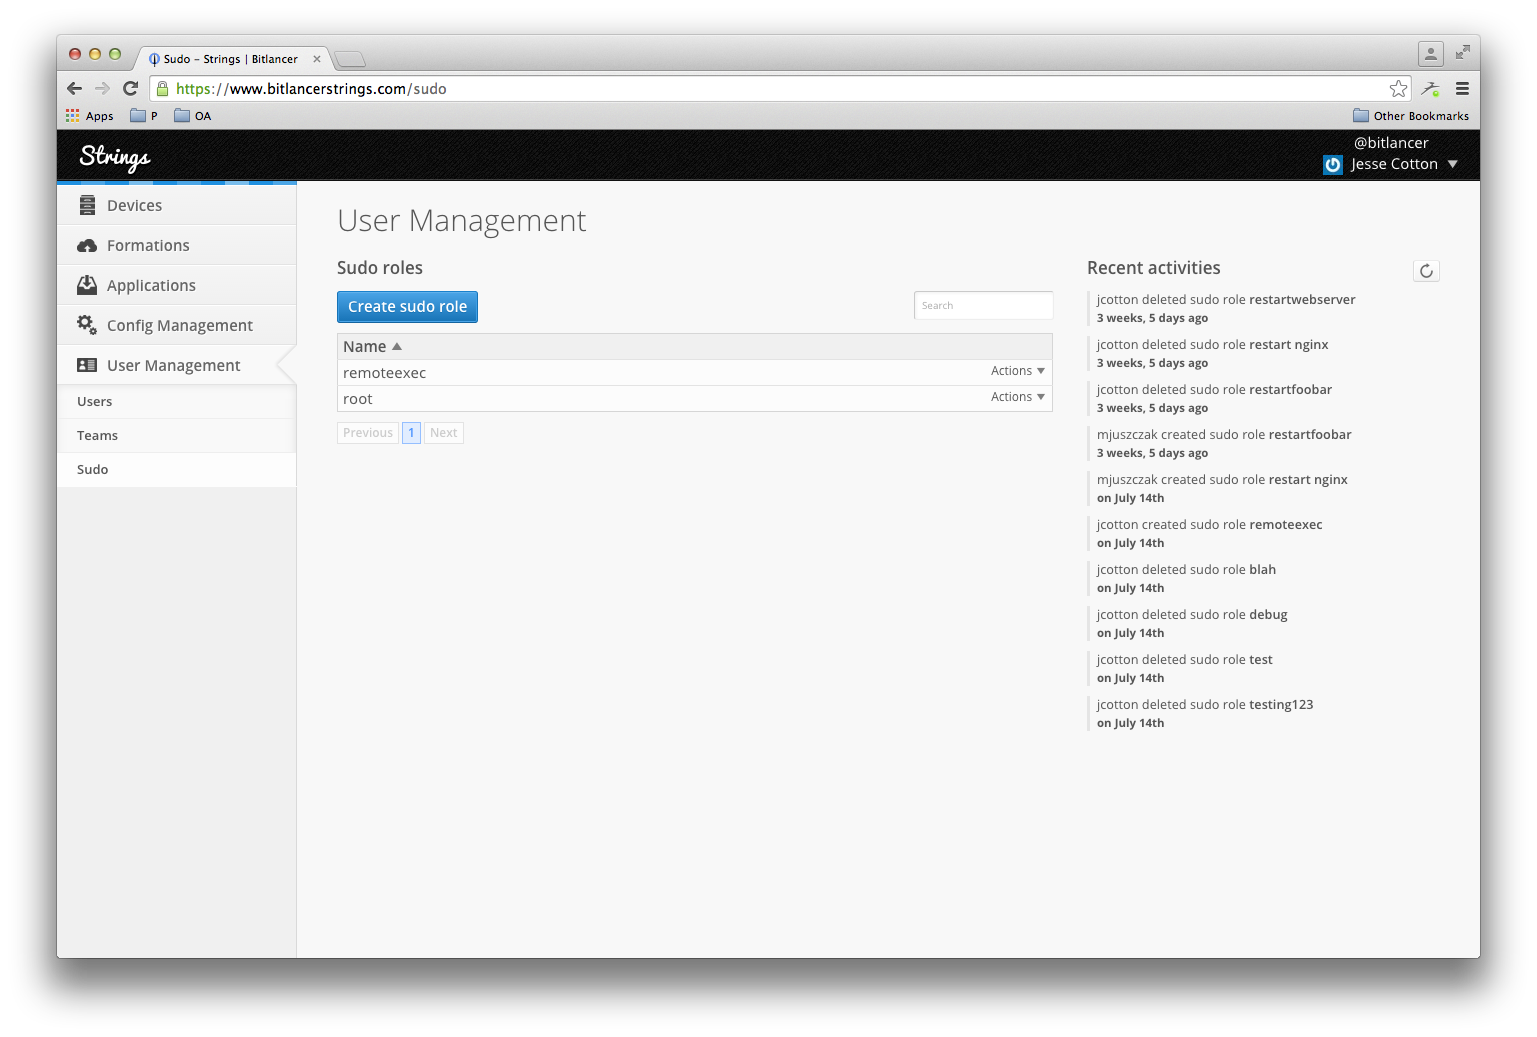 Sudo – Strings | Bitlancer
https://www.bitlancerstrings.com/sudo
Apps P OA Other Bookmarks
Strings
@bitlancer
Jesse Cotton
Devices
Formations
Applications
Config Management
User Management
Users
Teams
Sudo
User Management
Sudo roles
Create sudo role
Search
Name
remoteexec Actions
root Actions
Previous 1 Next
Recent activities
jcotton deleted sudo role restartwebserver
3 weeks, 5 days ago
jcotton deleted sudo role restart nginx
3 weeks, 5 days ago
jcotton deleted sudo role restartfoobar
3 weeks, 5 days ago
mjuszczak created sudo role restartfoobar
3 weeks, 5 days ago
mjuszczak created sudo role restart nginx
on July 14th
jcotton created sudo role remoteexec
on July 14th
jcotton deleted sudo role blah
on July 14th
jcotton deleted sudo role debug
on July 14th
jcotton deleted sudo role test
on July 14th
jcotton deleted sudo role testing123
on July 14th